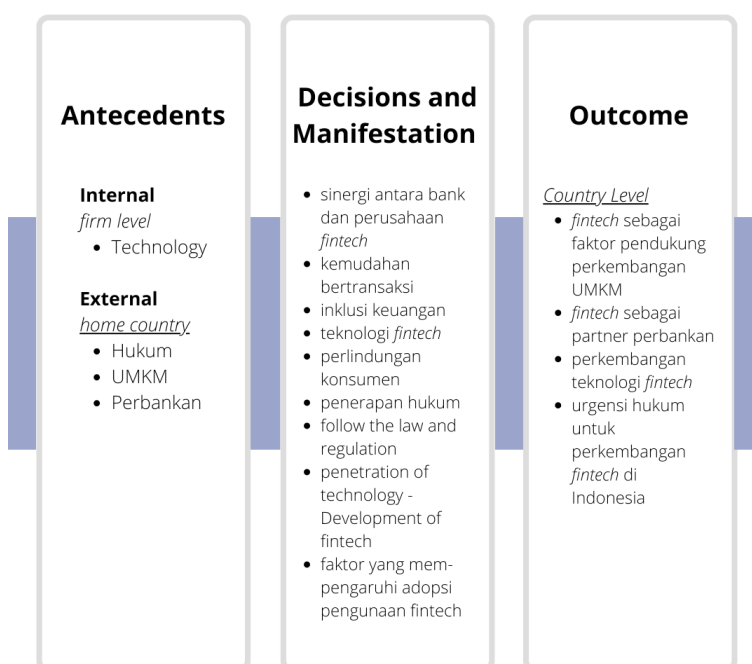 Antecedents
Internal
firm level
• Technology
External
home country
• Hukum
• UMKM
• Perbankan
Decisions and
Manifestation
• sinergi antara bank
dan perusahaan
fintech
• kemudahan
bertransaksi
• inklusi keuangan
• teknologi fintech
• perlindungan
konsumen
• penerapan hukum
• follow the law and
regulation
• penetration of
technology -
Development of
fintech
• faktor yang mem-
pengaruhi adopsi
pengunaan fintech
Outcome
Country Level
• fintech sebagai
faktor pendukung
perkembangan
UMKM
• fintech sebagai
partner perbankan
• perkembangan
teknologi fintech
• urgensi hukum
untuk
perkembangan
fintech di
Indonesia